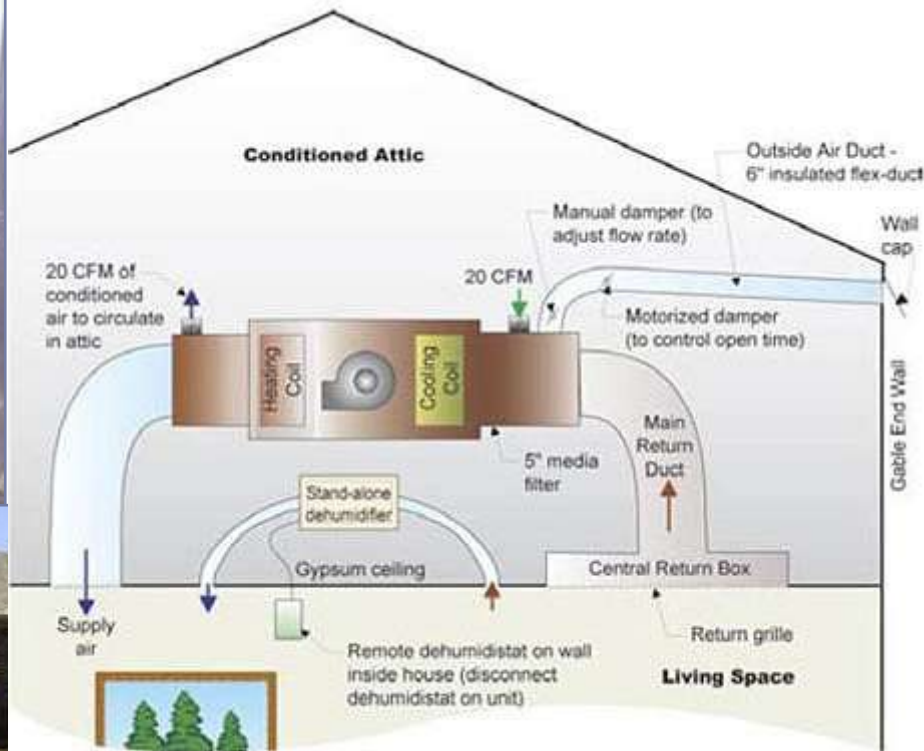 Conditioned Attic
Outside Air Duct -
6" insulated flex-duct
Manual damper (to
adjust flow rate)
Wall
cap
20 CFM of
conditioned
air to circulate
in attic
20 CFM
Motorized damper
(to control open time)
Heating
Coil
Cooling
Coil
Main
Return
Duct
Gable End Wall
5" media
filter
Stand-alone
dehumidifier
Gypsum ceiling
Central Return Box
Supply
air
Return grille
Remote dehumidistat on wall
inside house (disconnect
dehumidistat on unit)
Living Space